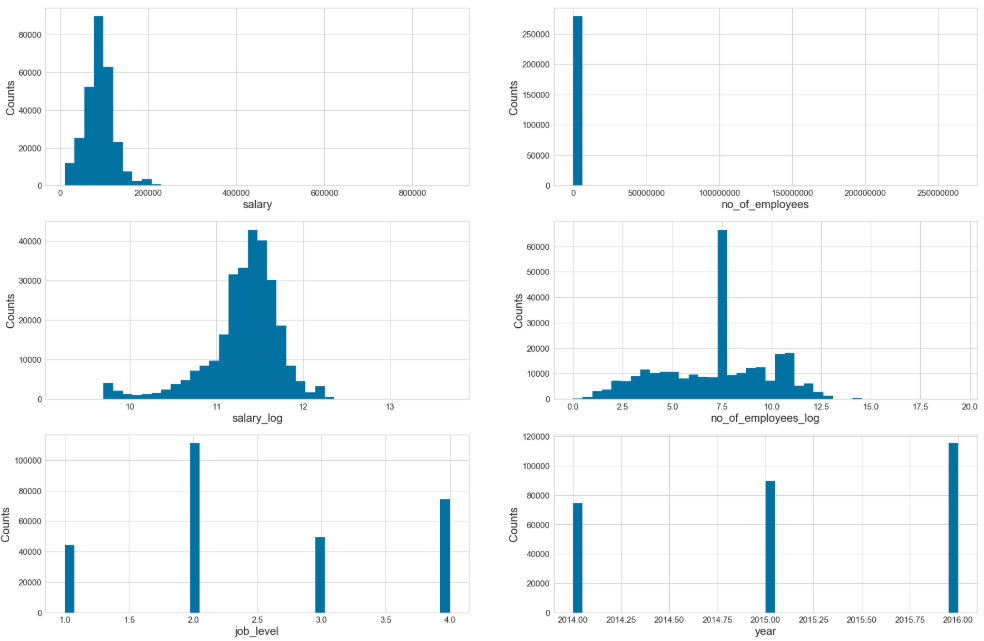 80000
60000
40000
20000
0
Counts
0 200000 400000 600000 800000
salary
250000
200000
150000
100000
50000
0
Counts
0 50000000 100000000 150000000 200000000 250000000
no_of_employees
40000
30000
20000
10000
0
Counts
10 11 12 13
salary_log
60000
50000
40000
30000
20000
10000
0
Counts
0.0 2.5 5.0 7.5 10.0 12.5 15.0 17.5 20.0
no_of_employees_log
100000
80000
60000
40000
20000
0
Counts
1.0 1.5 2.0 2.5 3.0 3.5 4.0
job_level
120000
100000
80000
60000
40000
20000
0
Counts
2014.00 2014.25 2014.50 2014.75 2015.00 2015.25 2015.50 2015.75 2016.00
year